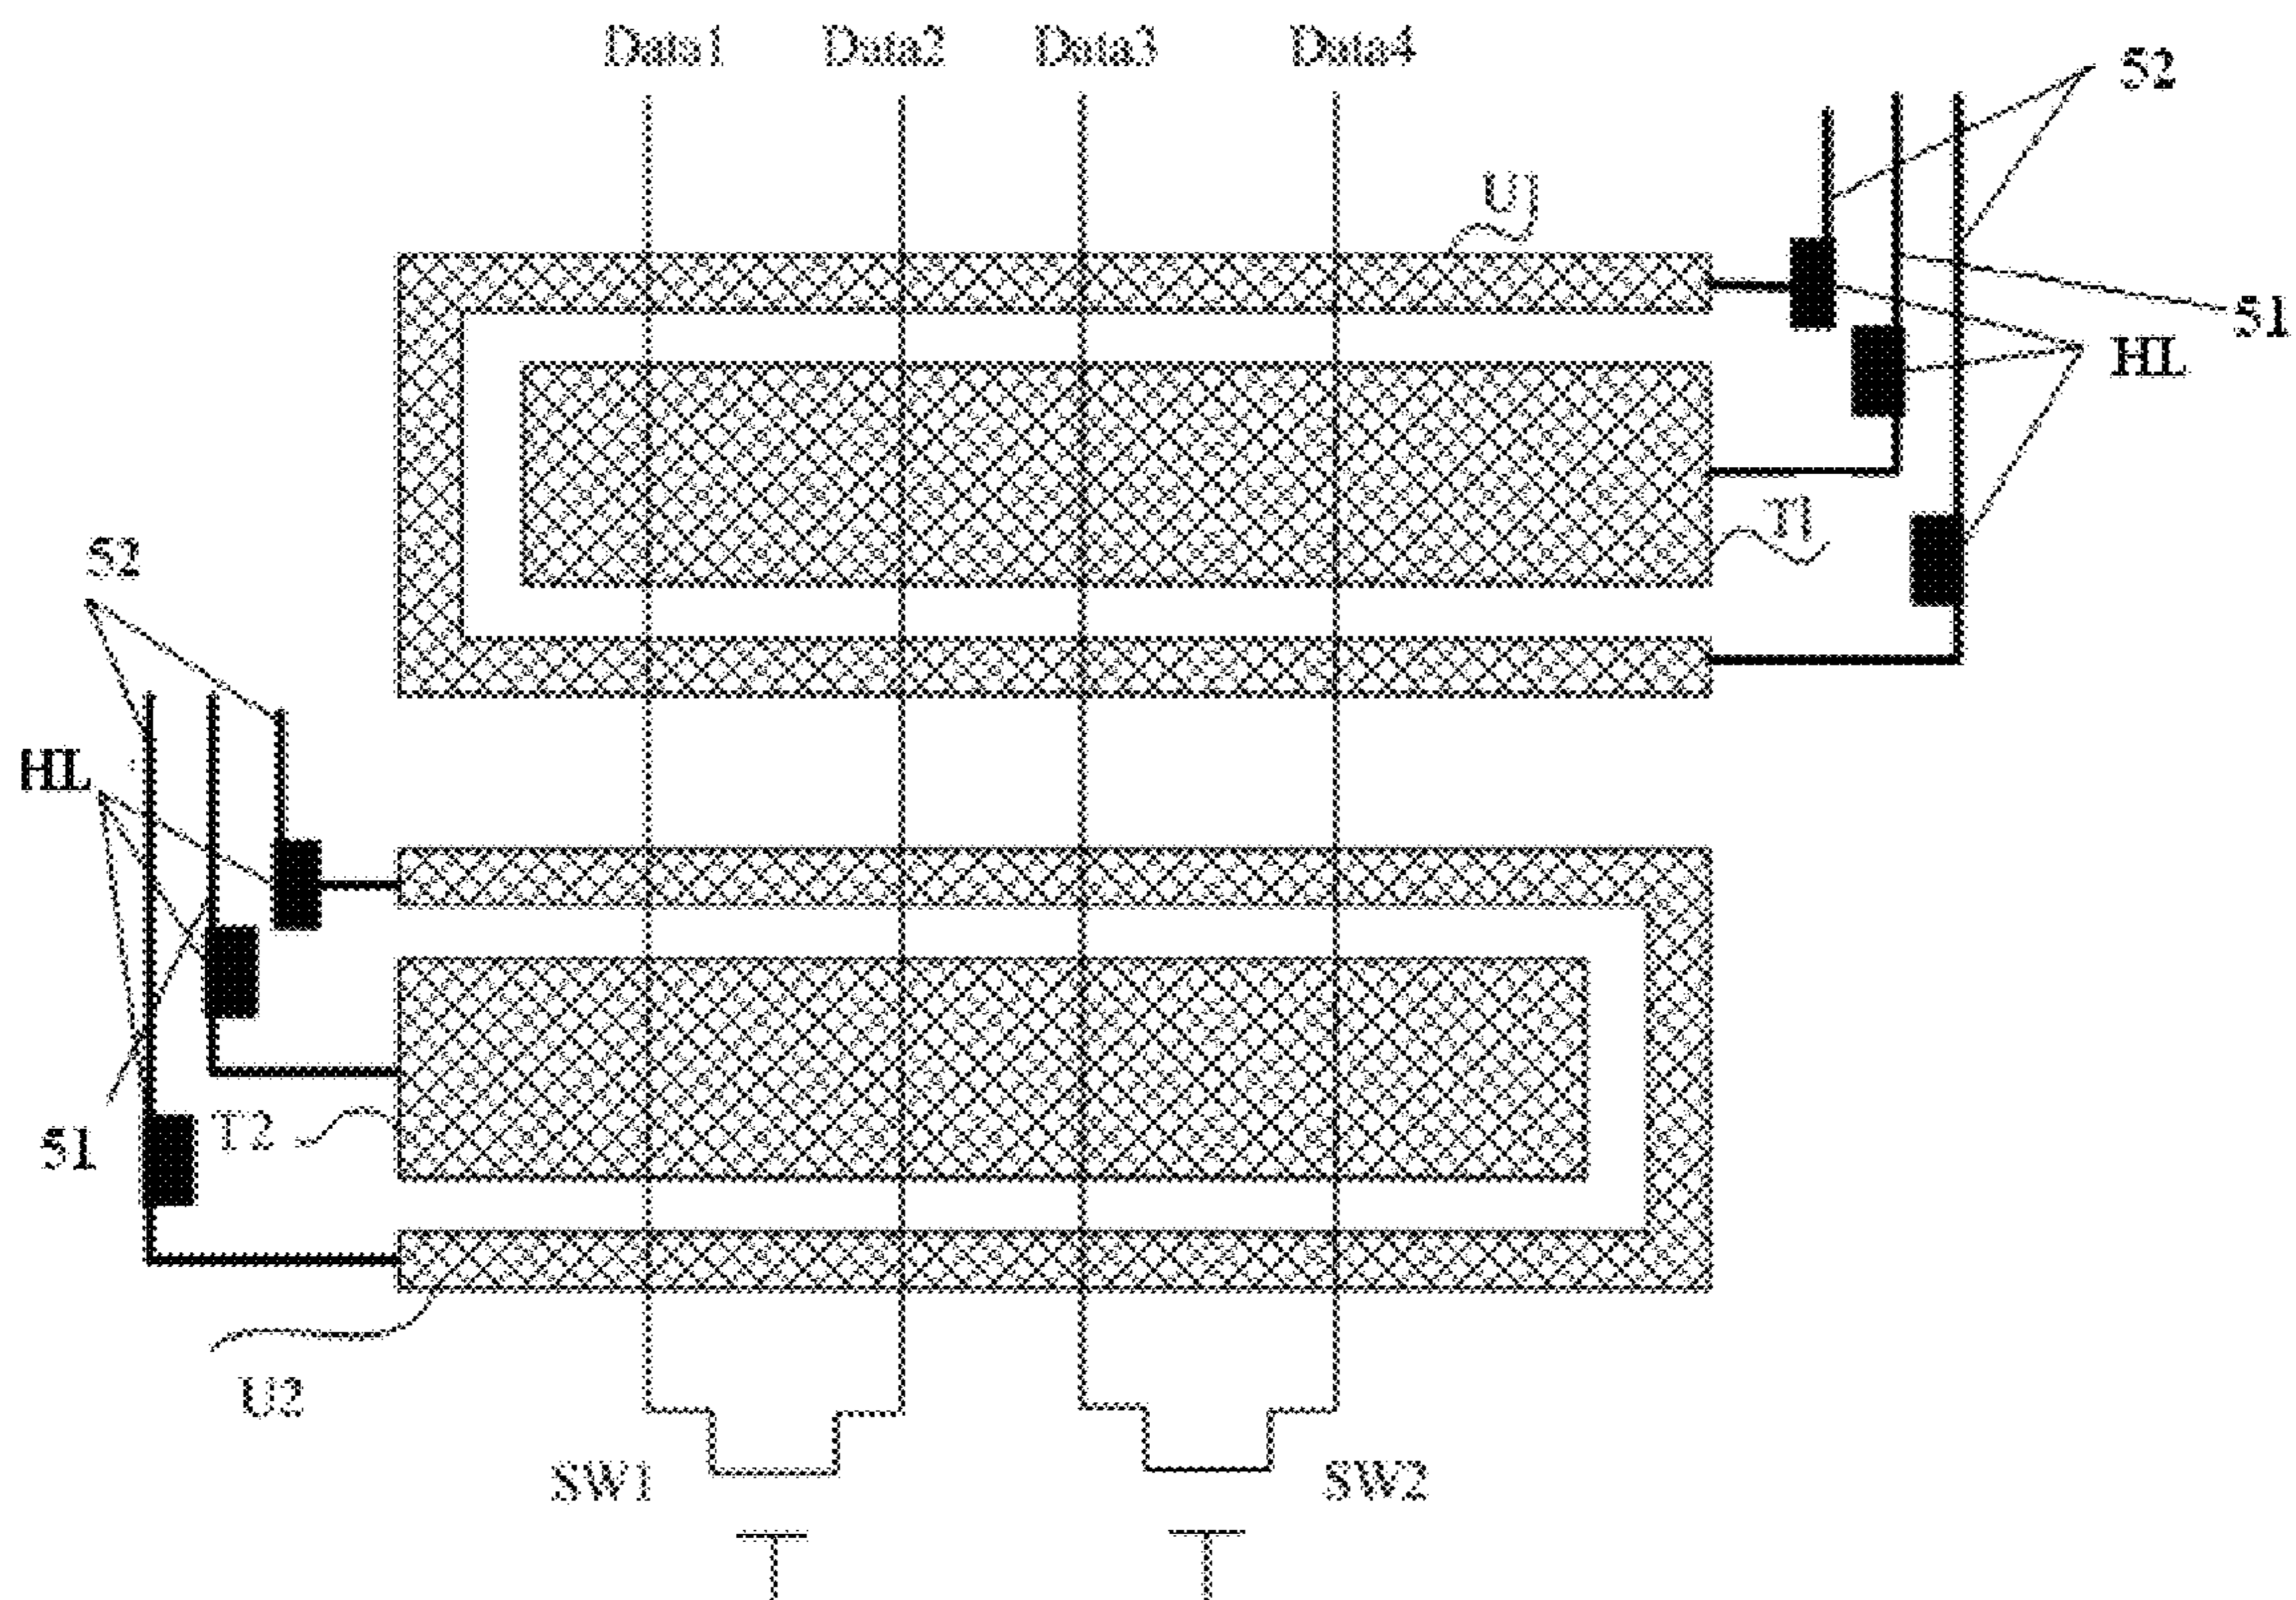 Data1 Data2 Data3 Data4
52
U1
51
HL
T1
52
HL
T2
51
U2
SW1 SW2